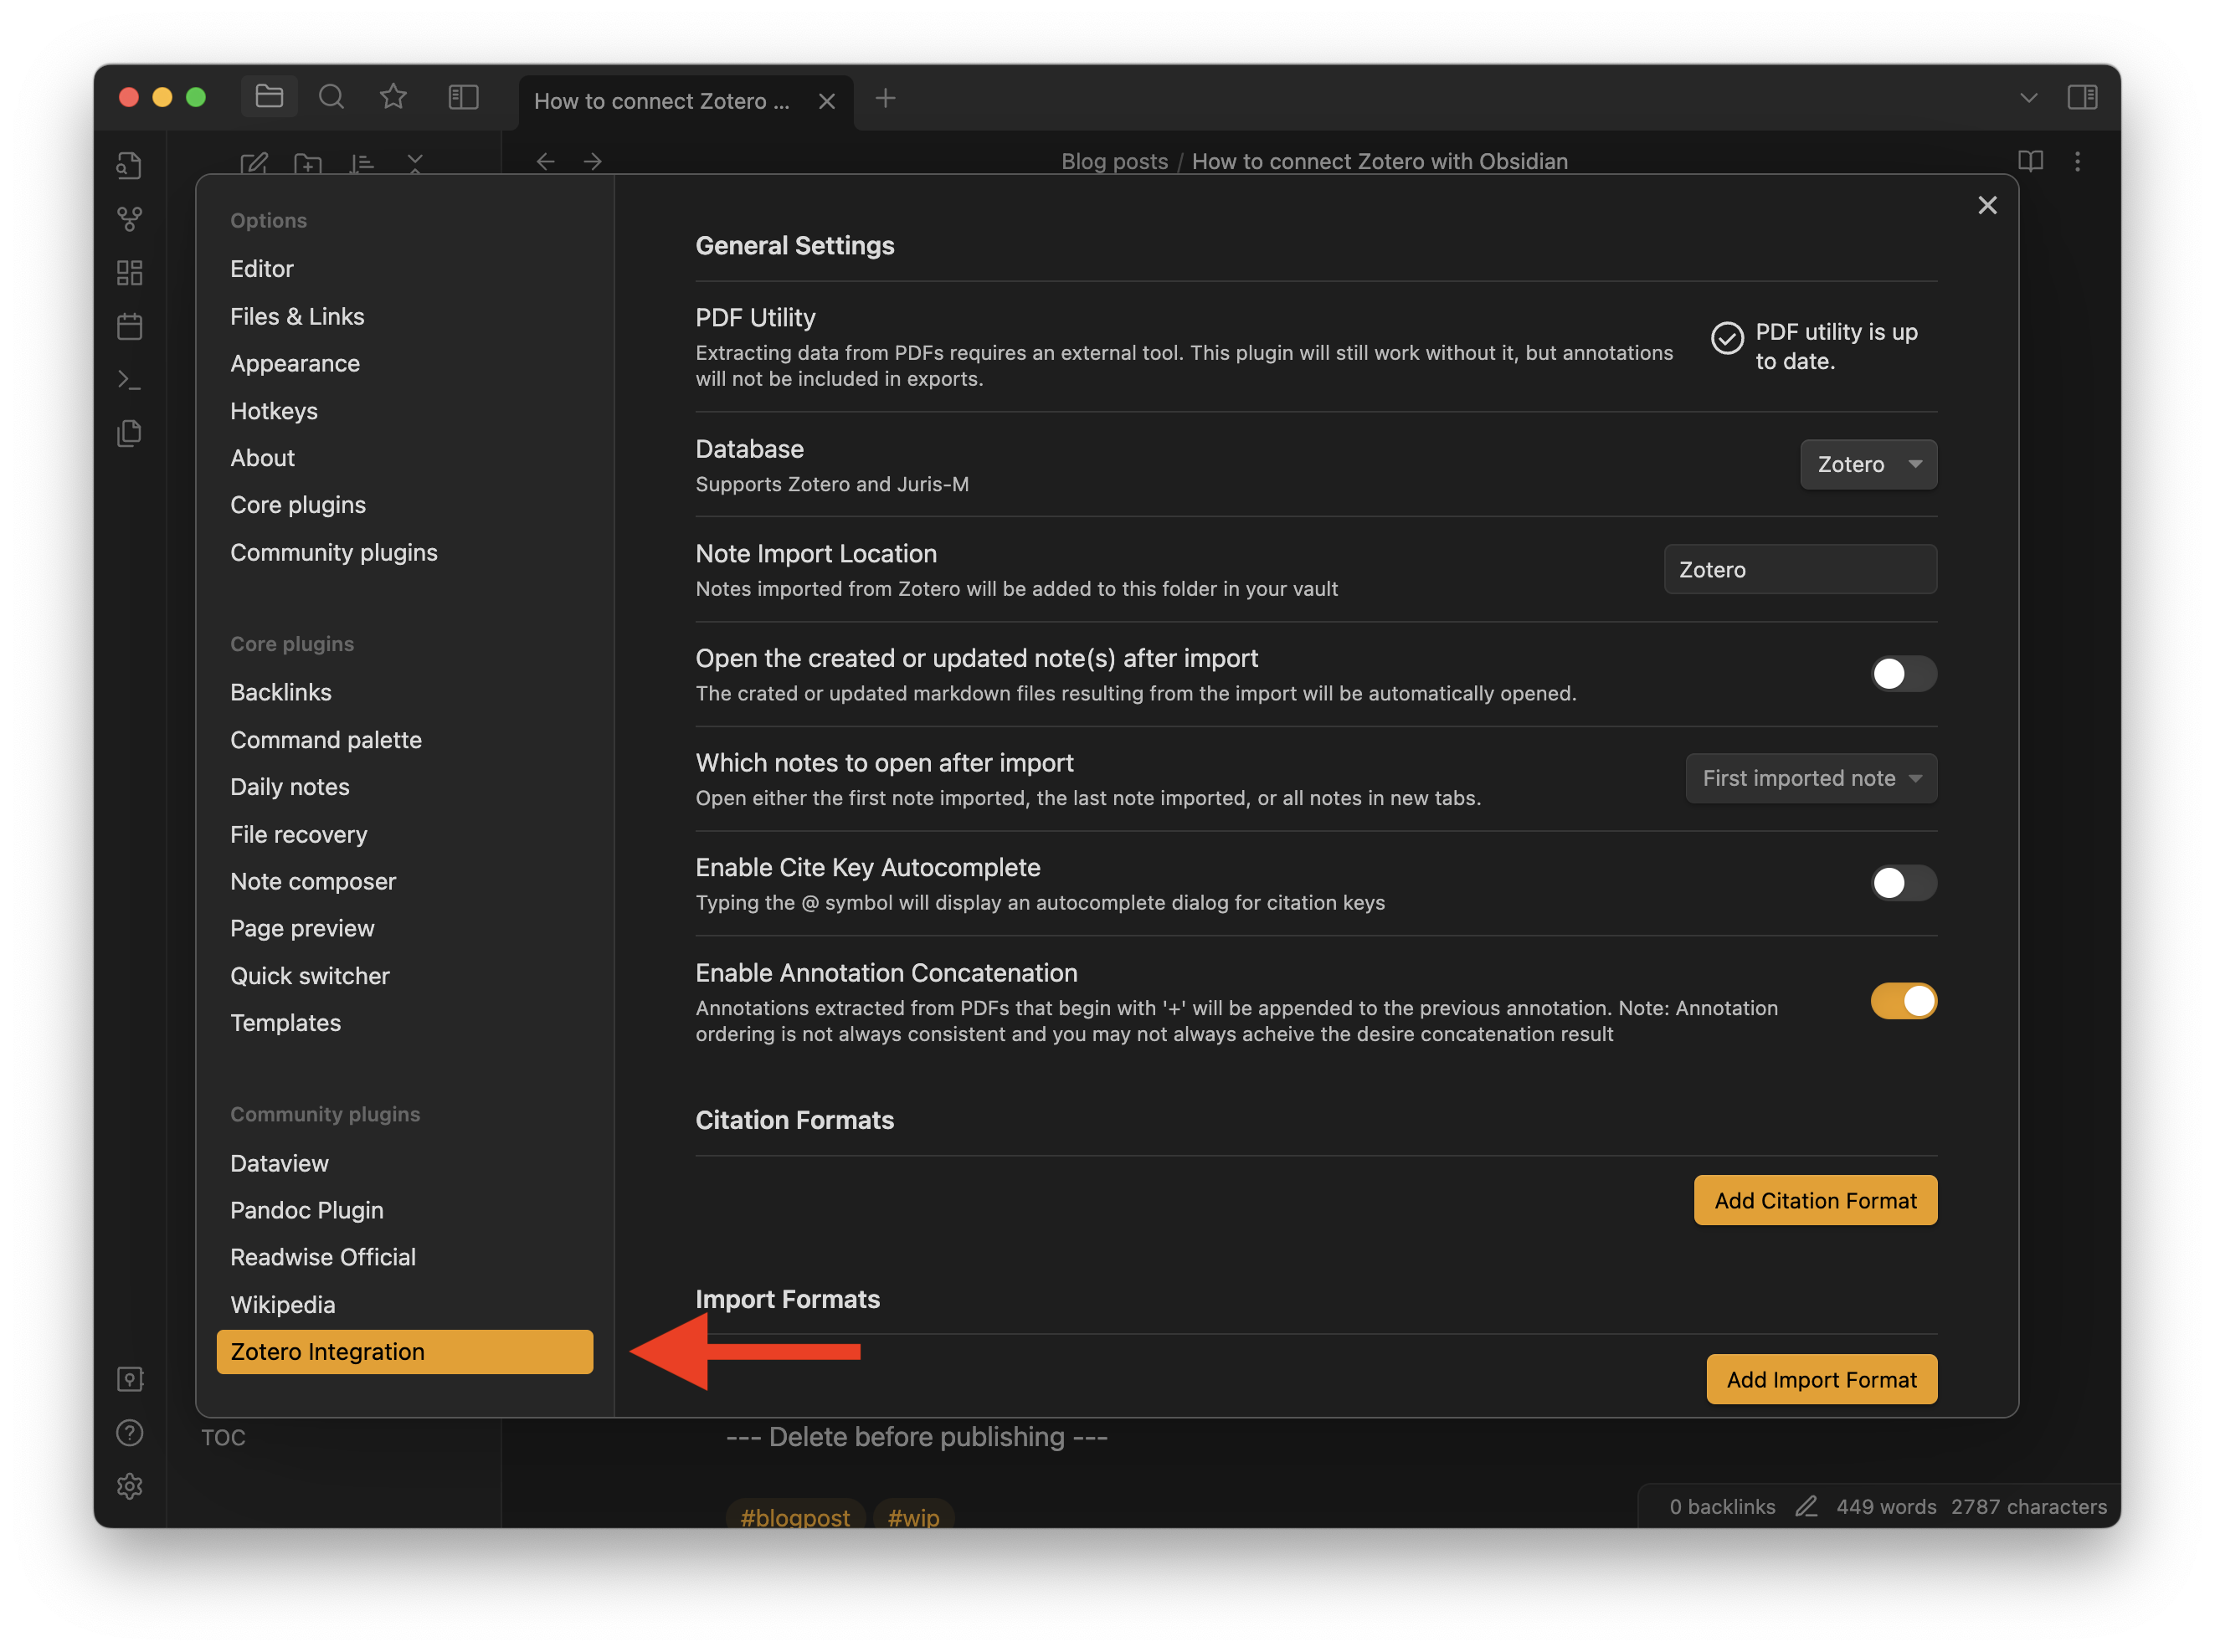 How to connect Zotero ...
Blog posts / How to connect Zotero with Obsidian
Options
Editor
Files & Links
Appearance
Hotkeys
About
Core plugins
Community plugins
Core plugins
Backlinks
Command palette
Daily notes
File recovery
Note composer
Page preview
Quick switcher
Templates
Community plugins
Dataview
Pandoc Plugin
Readwise Official
Wikipedia
Zotero Integration
General Settings
PDF Utility
Extracting data from PDFs requires an external tool. This plugin will still work without it, but annotations
will not be included in exports.
PDF utility is up
to date.
Database
Supports Zotero and Juris-M
Zotero
Note Import Location
Notes imported from Zotero will be added to this folder in your vault
Zotero
Open the created or updated note(s) after import
The crated or updated markdown files resulting from the import will be automatically opened.
Which notes to open after import
Open either the first note imported, the last note imported, or all notes in new tabs.
First imported note
Enable Cite Key Autocomplete
Typing the @ symbol will display an autocomplete dialog for citation keys
Enable Annotation Concatenation
Annotations extracted from PDFs that begin with '+' will be appended to the previous annotation. Note: Annotation
ordering is not always consistent and you may not always acheive the desire concatenation result
Citation Formats
Add Citation Format
Import Formats
Add Import Format
TOC
--- Delete before publishing ---
#blogpost #wip
0 backlinks 449 words 2787 characters